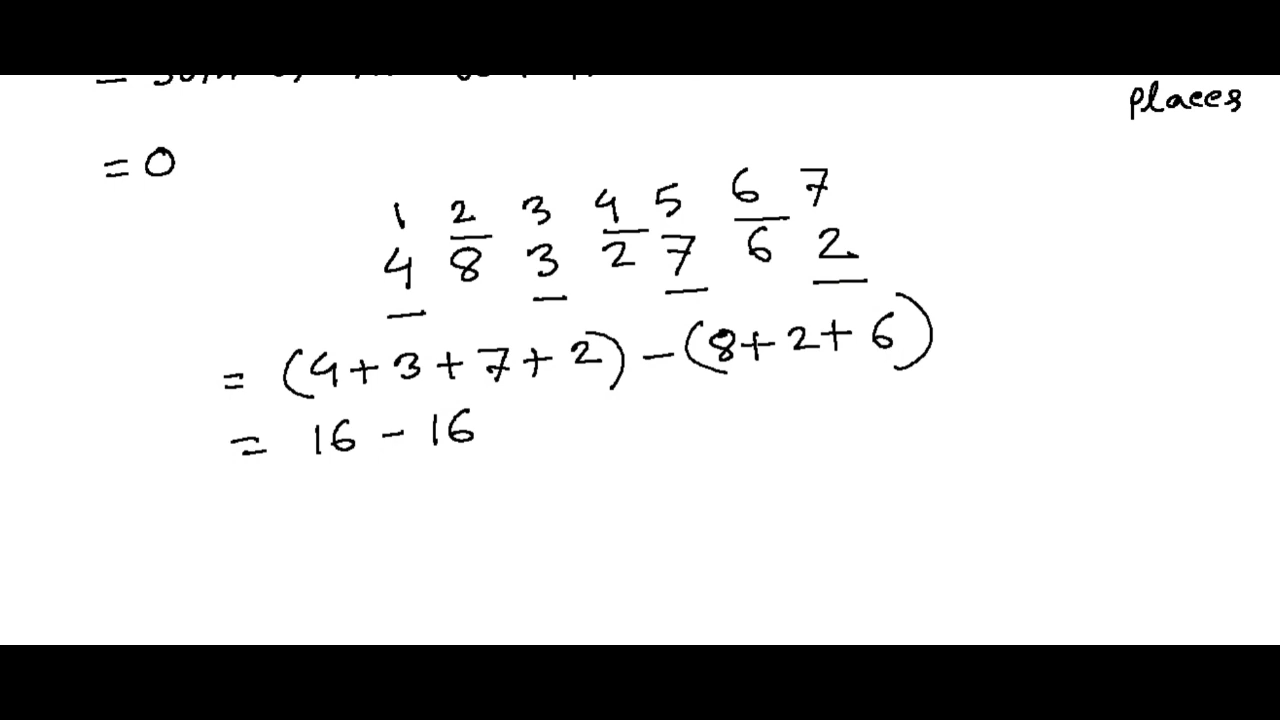 places
= 0
1 2 3 4 5 6 7
4 8 3 2 7 6 2
= (4+3+7+2) - (8+2+6)
= 16 - 16